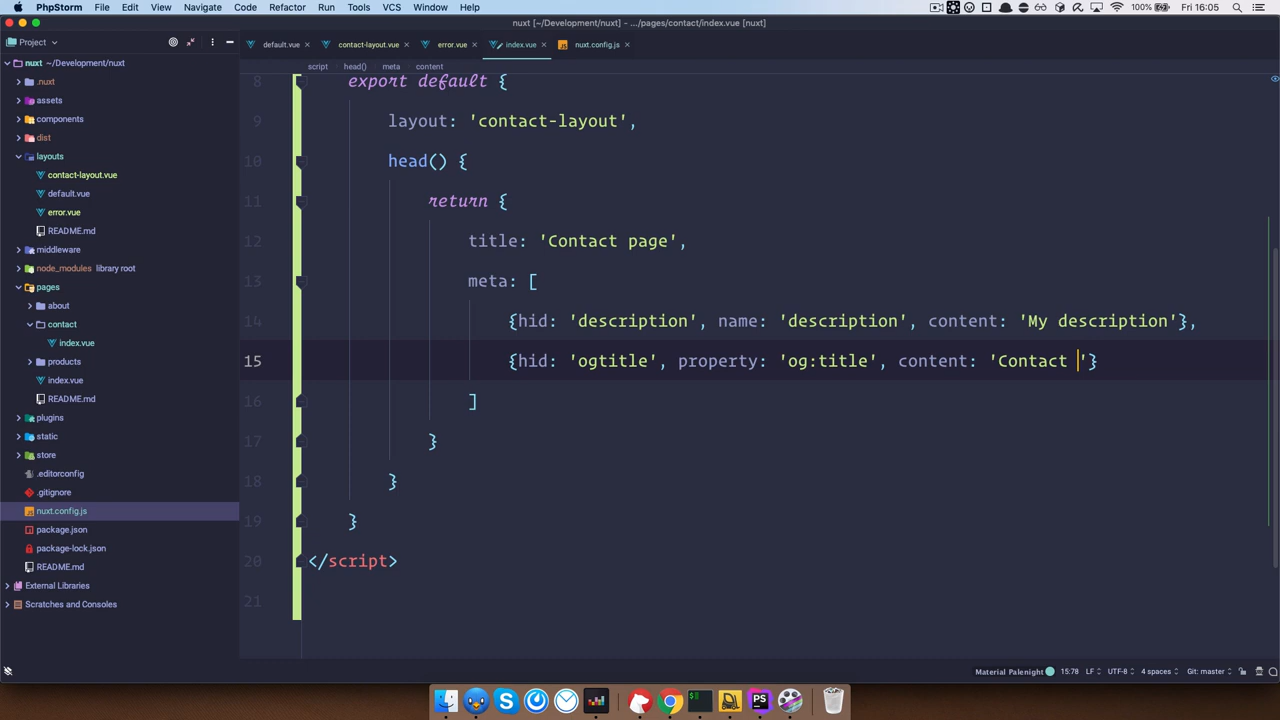 PhpStorm File Edit View Navigate Code Refactor Run Tools VCS Window Help 100% Fri 16:05
nuxt [~/Development/nuxt] - .../pages/contact/index.vue [nuxt]
Project
default.vue contact-layout.vue error.vue index.vue nuxt.config.js
script head() meta content
nuxt ~/Development/nuxt
.nuxt
assets
components
dist
layouts
contact-layout.vue
default.vue
error.vue
README.md
middleware
node_modules library root
pages
about
contact
index.vue
products
index.vue
README.md
plugins
static
store
.editorconfig
.gitignore
nuxt.config.js
package.json
package-lock.json
README.md
External Libraries
Scratches and Consoles
8 export default {
9 layout: 'contact-layout',
10 head() {
11 return {
12 title: 'Contact page',
13 meta: [
14 {hid: 'description', name: 'description', content: 'My description'},
15 {hid: 'ogtitle', property: 'og:title', content: 'Contact '}
16 ]
17 }
18 }
19 }
20 </script>
21
Material Palenight 15:78 LF UTF-8 4 spaces Git: master
PS